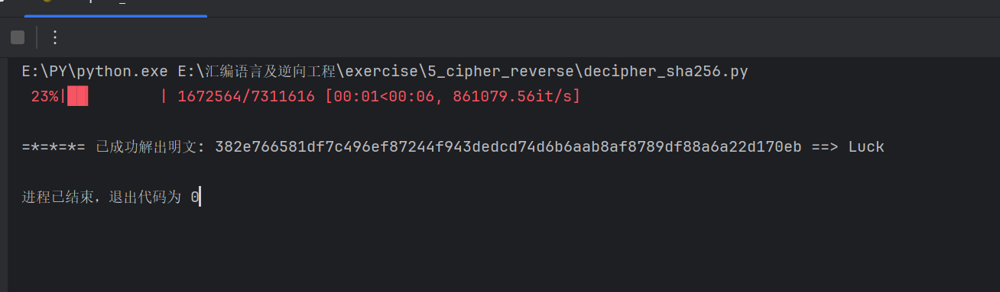 E:\PY\python.exe E:\汇编语言及逆向工程\exercise\5_cipher_reverse\decipher_sha256.py
23%|██▎       | 1672564/7311616 [00:01<00:06, 861079.56it/s]
=*=*=*= 已成功解出明文: 382e766581df7c496ef87244f943dedcd74d6b6aab8af8789df88a6a22d170eb ==> Luck
进程已结束，退出代码为 0